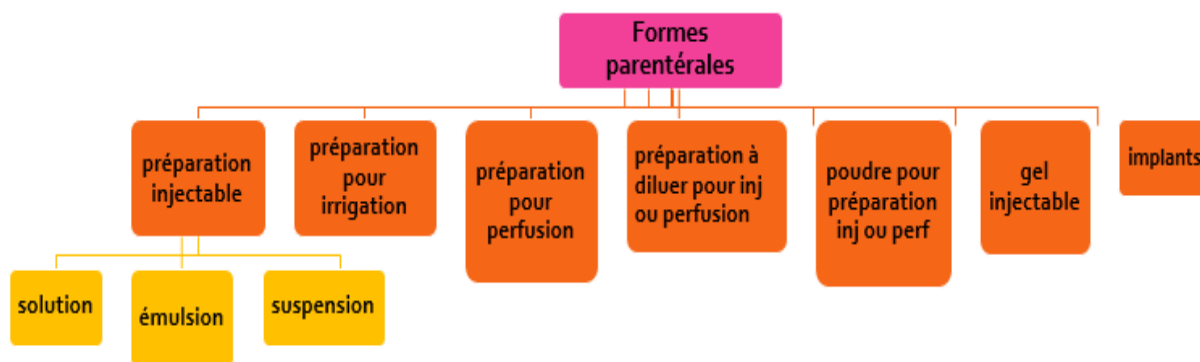 Formes
parentérales
préparation
injectable
préparation
pour
irrigation
préparation
pour
perfusion
préparation à
diluer pour inj
ou perfusion
poudre pour
préparation
inj ou perf
gel
injectable
implants
solution
émulsion
suspension